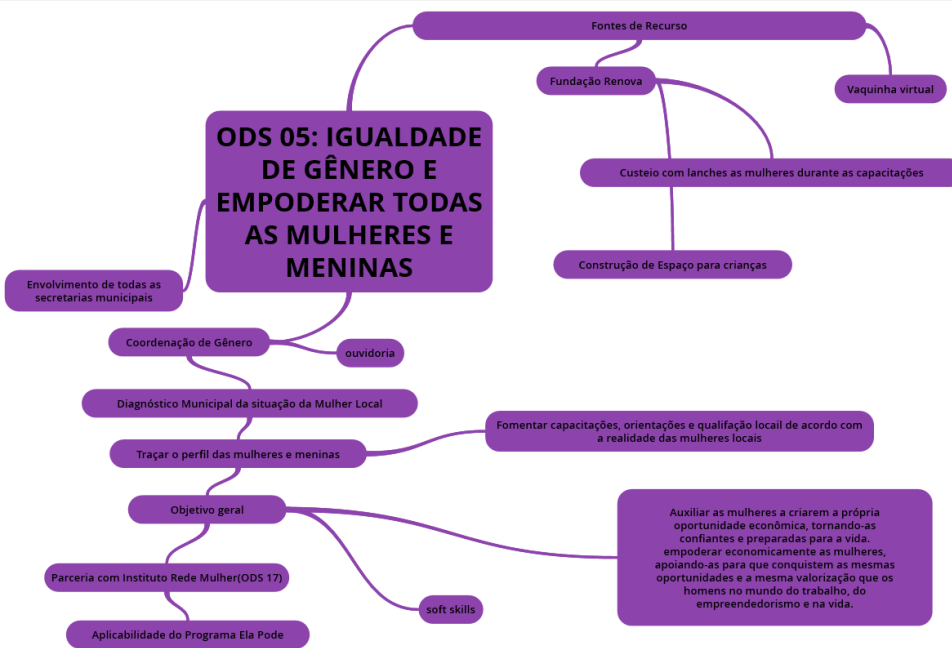 Fontes de Recurso
Fundação Renova
Vaquinha virtual
ODS 05: IGUALDADE
DE GÊNERO E
EMPODERAR TODAS
AS MULHERES E
MENINAS
Custeio com lanches as mulheres durante as capacitações
Construção de Espaço para crianças
Envolvimento de todas as
secretarias municipais
Coordenação de Gênero
ouvidoria
Diagnóstico Municipal da situação da Mulher Local
Traçar o perfil das mulheres e meninas
Fomentar capacitações, orientações e qualifação locail de acordo com
a realidade das mulheres locais
Objetivo geral
Auxiliar as mulheres a criarem a própria
oportunidade econômica, tornando-as
confiantes e preparadas para a vida.
empoderar economicamente as mulheres,
apoiando-as para que conquistem as mesmas
oportunidades e a mesma valorização que os
homens no mundo do trabalho, do
empreendedorismo e na vida.
Parceria com Instituto Rede Mulher(ODS 17)
soft skills
Aplicabilidade do Programa Ela Pode